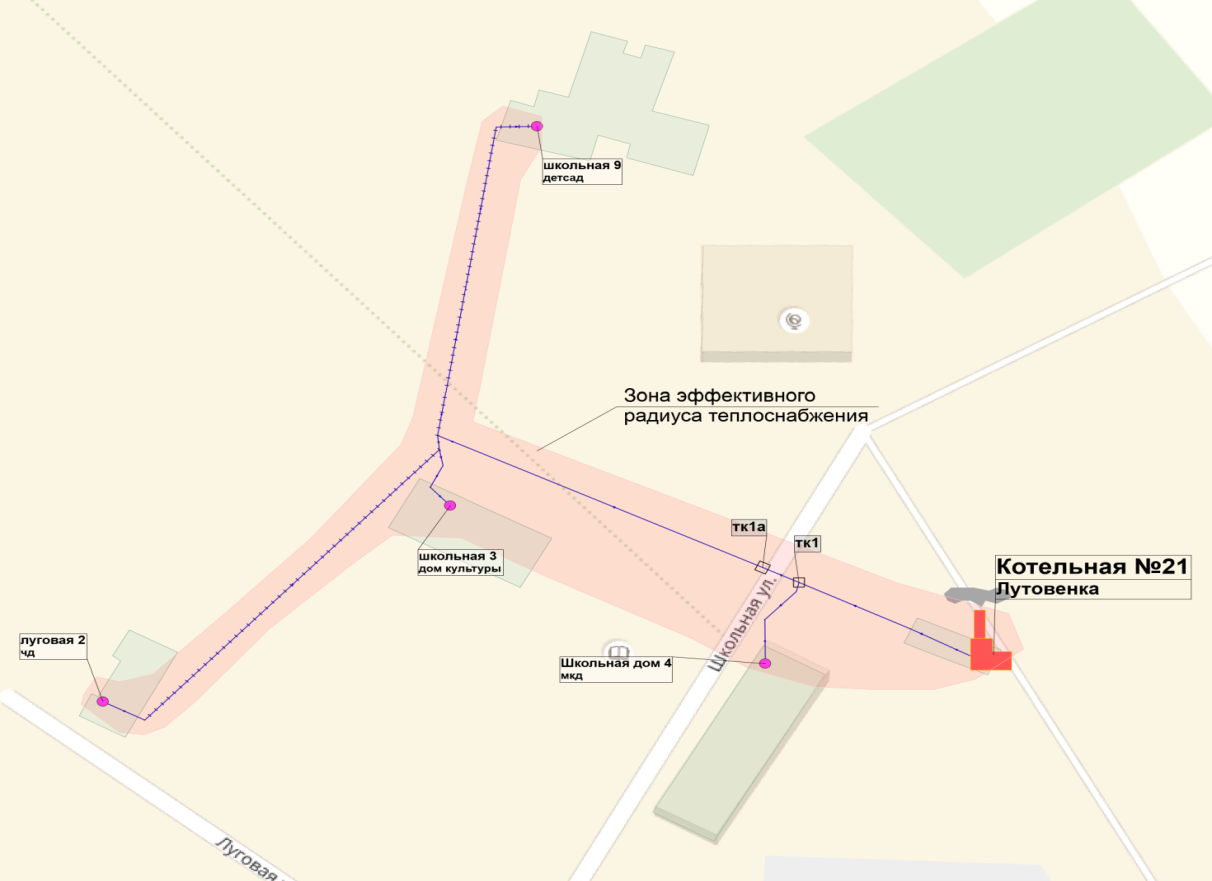 школьная 9
детсад
Зона эффективного
радиуса теплоснабжения
тк1а
тк1
Котельная №21
Лутовенка
школьная 3
дом культуры
Школьная ул.
луговая 2
чд
Школьная дом 4
мкд
Луговая